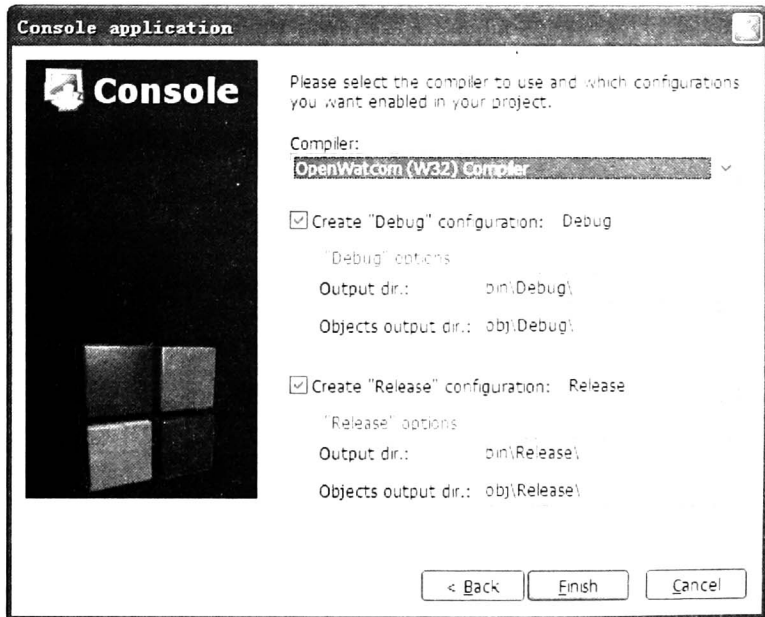 Console application
Console
Please select the compiler to use and which configurations
you want enabled in your project.
Compiler:
OpenWatcom (W32) Compiler
Create "Debug" configuration: Debug
"Debug" options
Output dir.: bin\Debug\
Objects output dir.: obj\Debug\
Create "Release" configuration: Release
"Release" options
Output dir.: bin\Release\
Objects output dir.: obj\Release\
< Back
Finish
Cancel